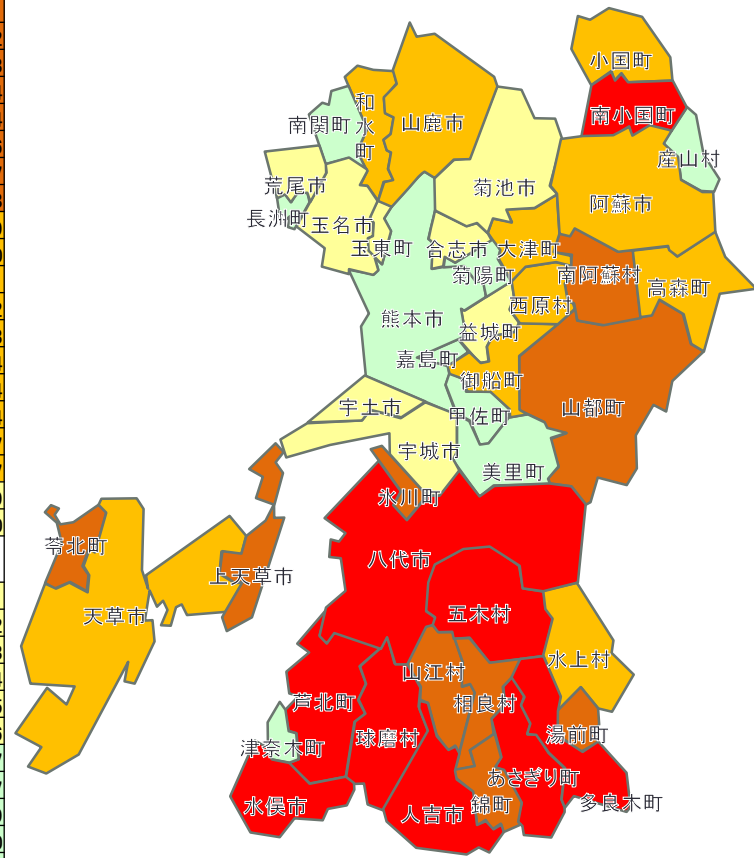 小国町
南小国町
産山村
和水町
南関町
山鹿市
菊池市
荒尾市
阿蘇市
長洲町
玉名市
玉東町
合志市
大津町
菊陽町
南阿蘇村
高森町
西原村
熊本市
益城町
嘉島町
御船町
宇土市
甲佐町
山都町
宇城市
美里町
氷川町
苓北町
八代市
上天草市
天草市
五木村
水上村
山江村
芦北町
相良村
湯前町
球磨村
津奈木町
あさぎり町
水俣市
人吉市
錦町
多良木町